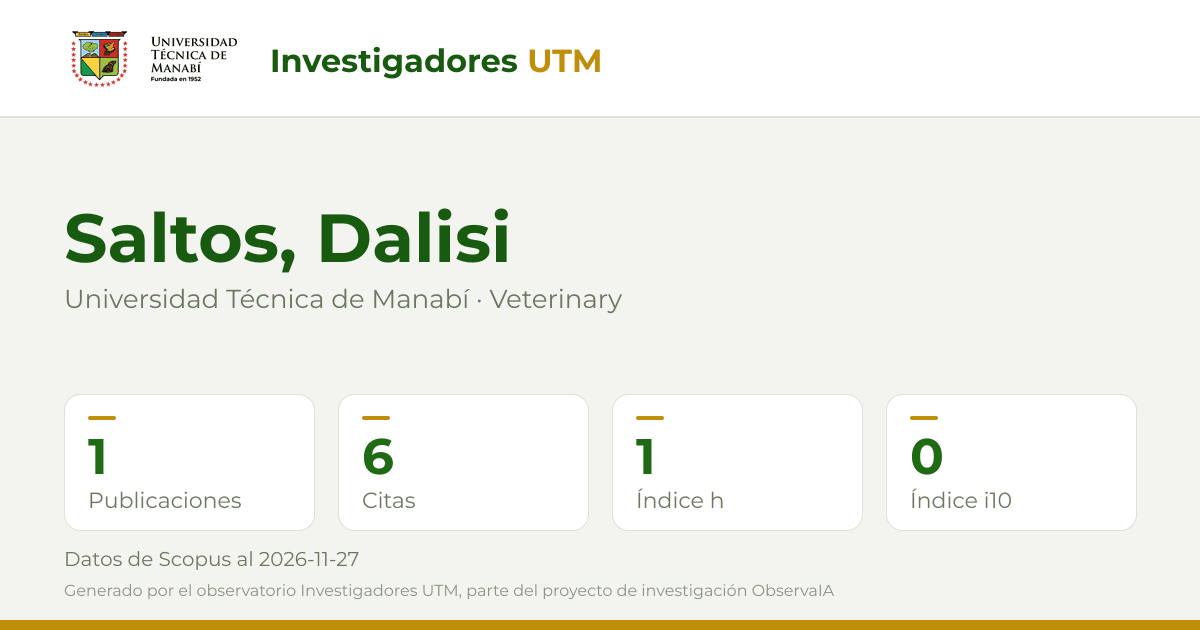 UNIVERSIDAD
TÉCNICA DE
MANABÍ
Fundada en 1952
Investigadores UTM
Saltos, Dalisi
Universidad Técnica de Manabí · Veterinary
1
Publicaciones
6
Citas
1
Índice h
0
Índice i10
Datos de Scopus al 2026-11-27
Generado por el observatorio Investigadores UTM, parte del proyecto de investigación ObservaIA